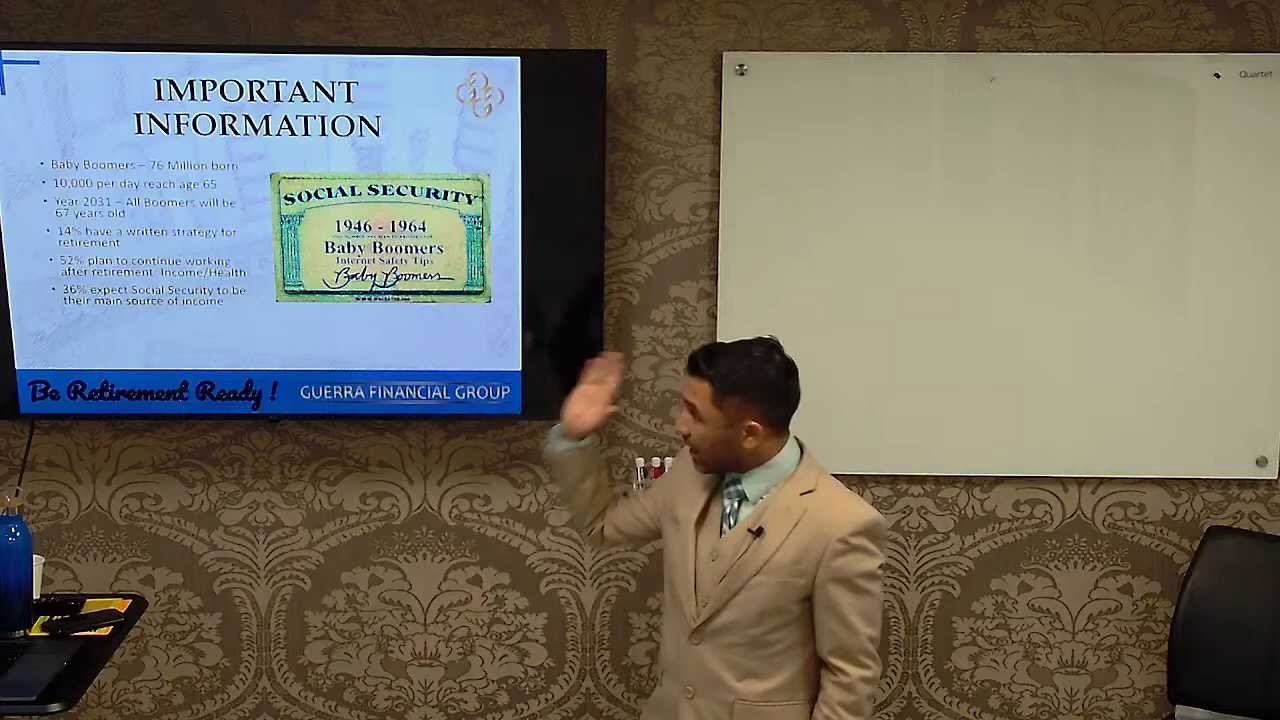 IMPORTANT
INFORMATION
• Baby Boomers – 76 Million born
• 10,000 per day reach age 65
• Year 2031 – All Boomers will be
67 years old
• 14% have a written strategy for
retirement
• 52% plan to continue working
after retirement Income/Health
• 36% expect Social Security to be
their main source of income
SOCIAL SECURITY
1946 - 1964
Baby Boomers
Internet Safety Tips
Baby Boomers
Be Retirement Ready !
GUERRA FINANCIAL GROUP
Quartet